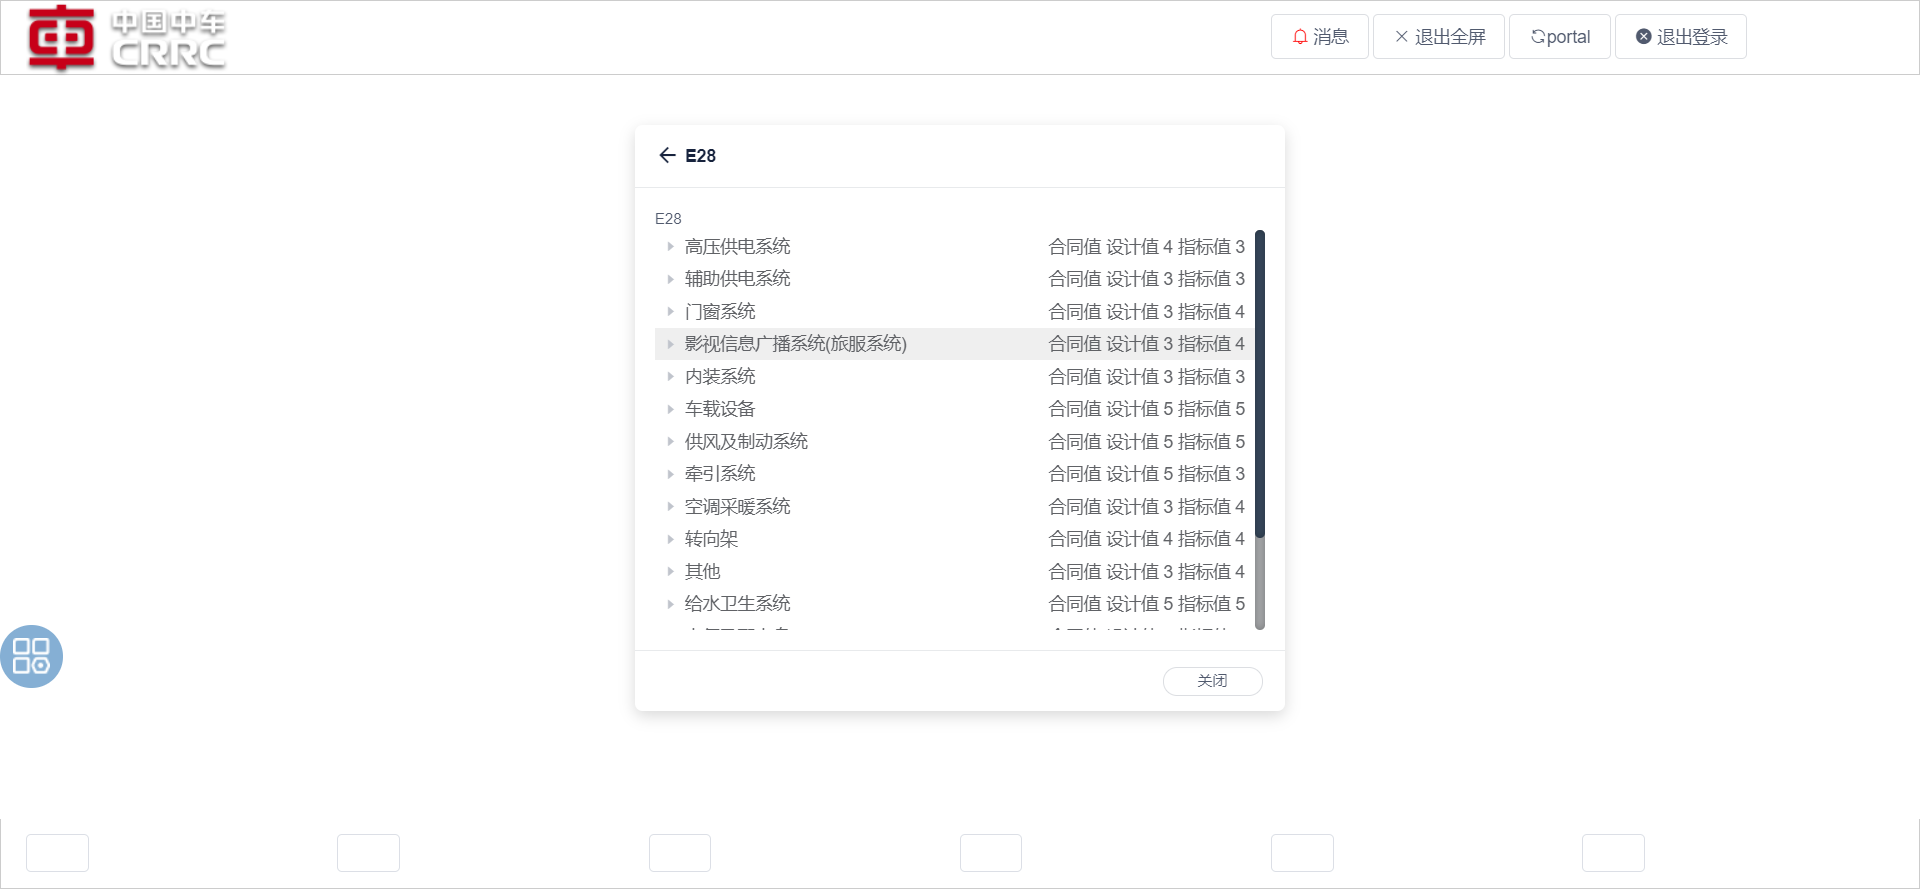 中国中车
CRRC
消息
退出全屏
portal
退出登录
E28
E28
高压供电系统 合同值 设计值 4 指标值 3
辅助供电系统 合同值 设计值 3 指标值 3
门窗系统 合同值 设计值 3 指标值 4
影视信息广播系统(旅服系统) 合同值 设计值 3 指标值 4
内装系统 合同值 设计值 3 指标值 3
车载设备 合同值 设计值 5 指标值 5
供风及制动系统 合同值 设计值 5 指标值 5
牵引系统 合同值 设计值 5 指标值 3
空调采暖系统 合同值 设计值 3 指标值 4
转向架 合同值 设计值 4 指标值 4
其他 合同值 设计值 3 指标值 4
给水卫生系统 合同值 设计值 5 指标值 5
关闭